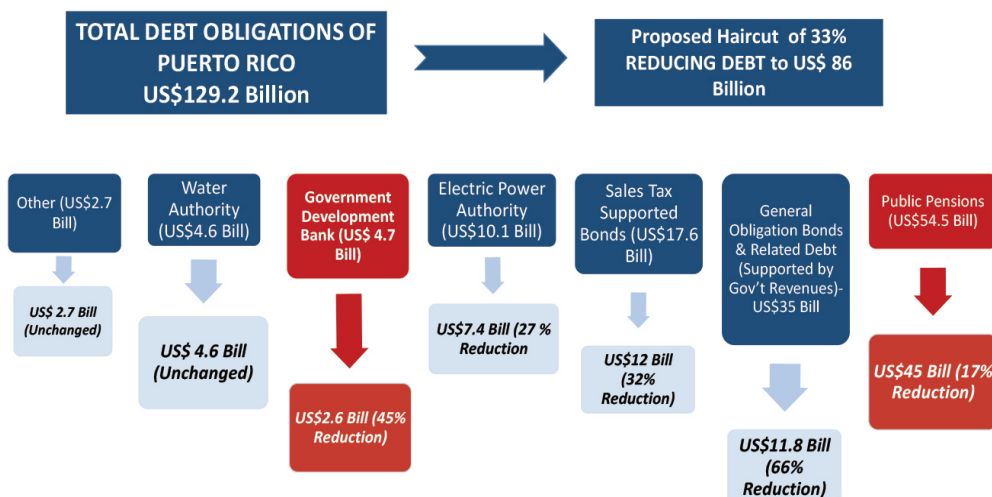 TOTAL DEBT OBLIGATIONS OF
PUERTO RICO
US$129.2 Billion
Proposed Haircut of 33%
REDUCING DEBT to US$ 86
Billion
Other (US$2.7
Bill)
US$ 2.7 Bill
(Unchanged)
Water
Authority
(US$4.6 Bill)
US$ 4.6 Bill
(Unchanged)
Government
Development
Bank (US$ 4.7
Bill)
US$2.6 Bill (45%
Reduction)
Electric Power
Authority
(US$10.1 Bill)
US$7.4 Bill (27 %
Reduction
Sales Tax
Supported
Bonds (US$17.6
Bill)
US$12 Bill
(32%
Reduction)
General
Obligation Bonds
& Related Debt
(Supported by
Gov’t Revenues)-
US$35 Bill
US$11.8 Bill
(66%
Reduction)
Public Pensions
(US$54.5 Bill)
US$45 Bill (17%
Reduction)